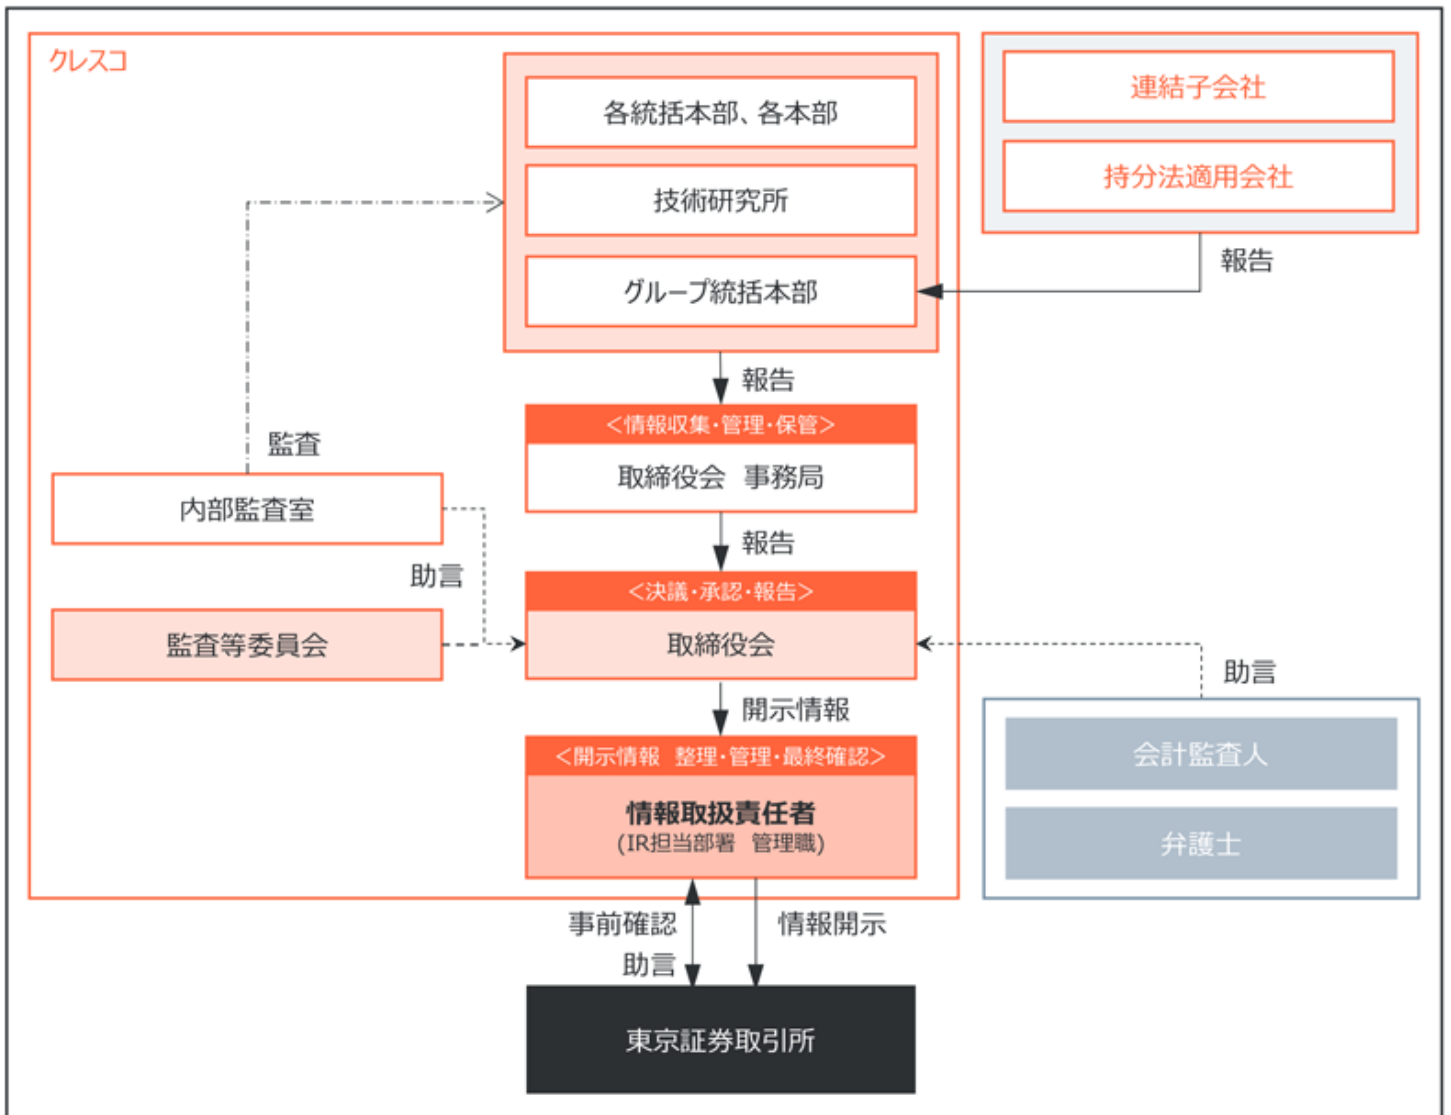 クレスコ
各統括本部、各本部
技術研究所
グループ統括本部
連結子会社
持分法適用会社
報告
報告
<情報収集・管理・保管>
取締役会 事務局
監査
内部監査室
報告
助言
<決議・承認・報告>
取締役会
監査等委員会
助言
開示情報
<開示情報 整理・管理・最終確認>
情報取扱責任者
(IR担当部署 管理職)
会計監査人
弁護士
事前確認
助言
情報開示
東京証券取引所